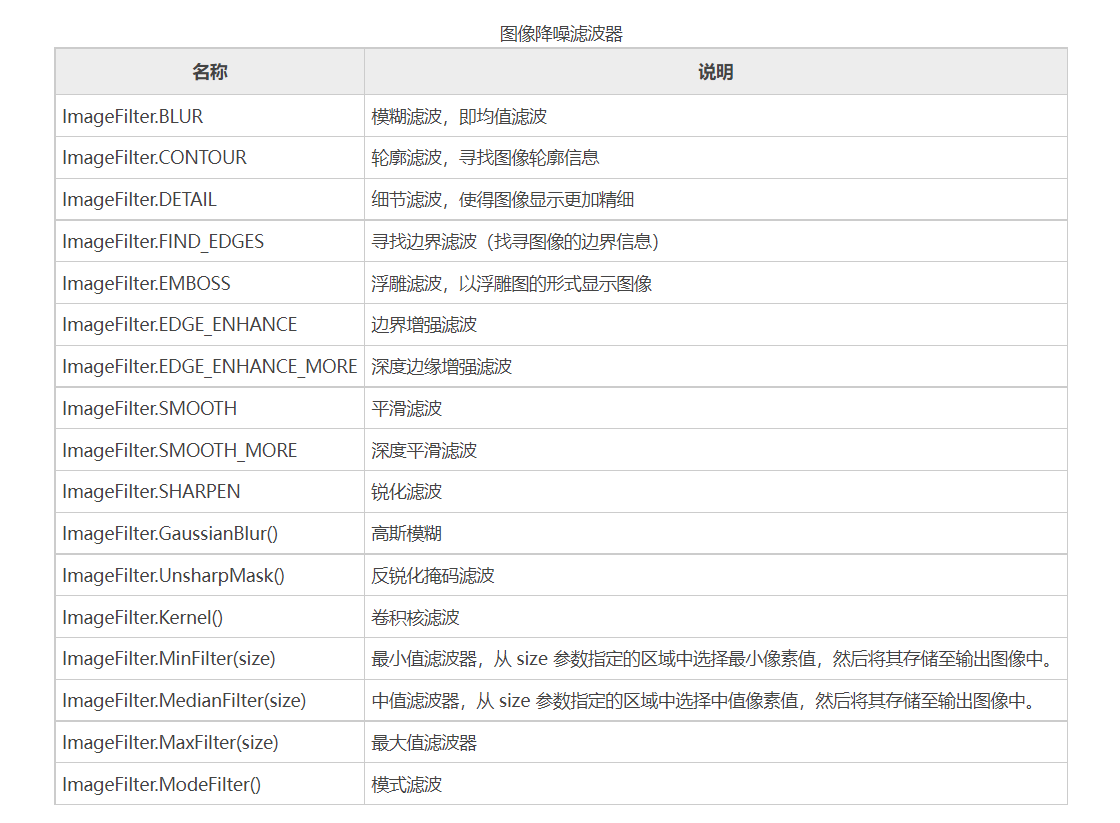 图像降噪滤波器
名称 说明
ImageFilter.BLUR 模糊滤波，即均值滤波
ImageFilter.CONTOUR 轮廓滤波，寻找图像轮廓信息
ImageFilter.DETAIL 细节滤波，使得图像显示更加精细
ImageFilter.FIND_EDGES 寻找边界滤波（找寻图像的边界信息）
ImageFilter.EMBOSS 浮雕滤波，以浮雕图的形式显示图像
ImageFilter.EDGE_ENHANCE 边界增强滤波
ImageFilter.EDGE_ENHANCE_MORE 深度边缘增强滤波
ImageFilter.SMOOTH 平滑滤波
ImageFilter.SMOOTH_MORE 深度平滑滤波
ImageFilter.SHARPEN 锐化滤波
ImageFilter.GaussianBlur() 高斯模糊
ImageFilter.UnsharpMask() 反锐化掩码滤波
ImageFilter.Kernel() 卷积核滤波
ImageFilter.MinFilter(size) 最小值滤波器，从 size 参数指定的区域中选择最小像素值，然后将其存储至输出图像中。
ImageFilter.MedianFilter(size) 中值滤波器，从 size 参数指定的区域中选择中值像素值，然后将其存储至输出图像中。
ImageFilter.MaxFilter(size) 最大值滤波器
ImageFilter.ModeFilter() 模式滤波